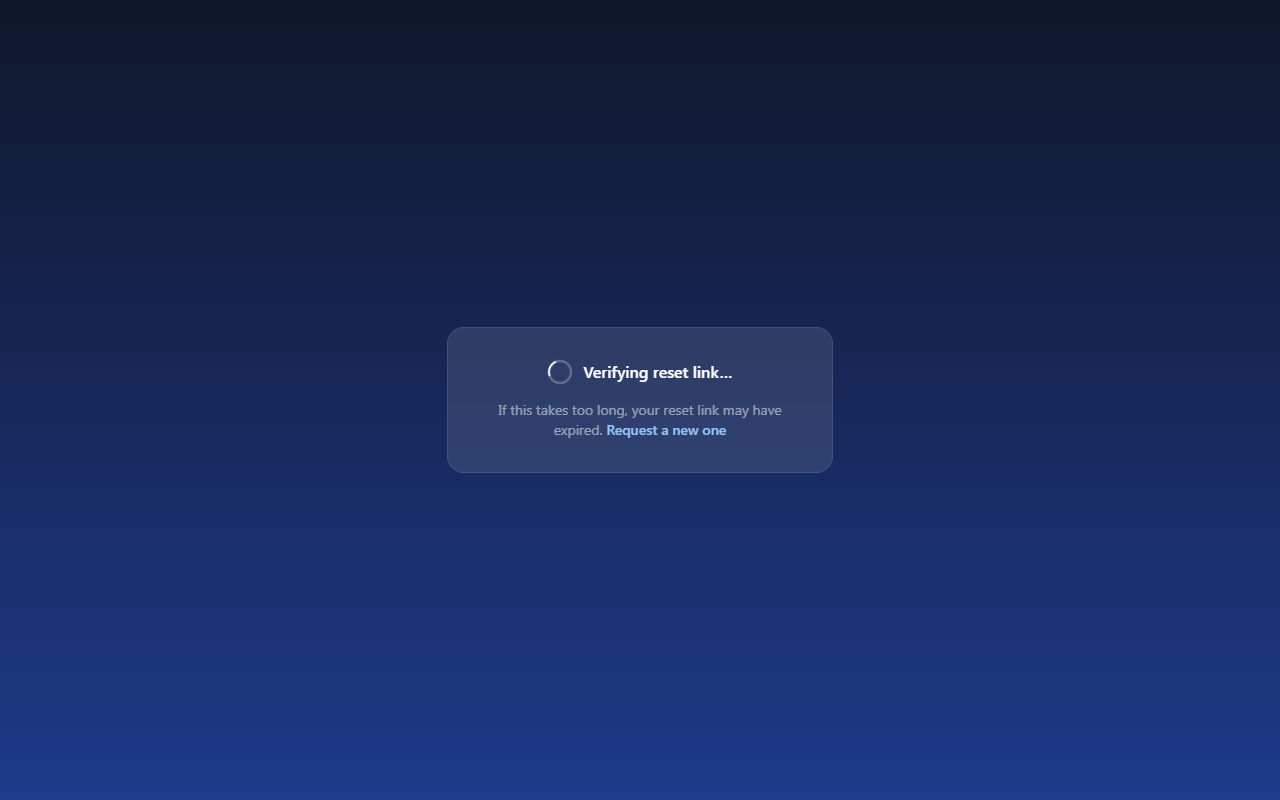 Verifying reset link...
If this takes too long, your reset link may have
expired. Request a new one